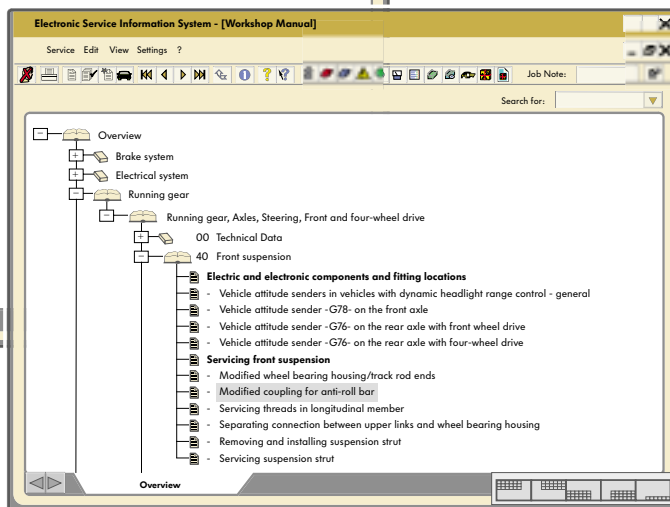 Electronic Service Information System - [Workshop Manual]
Service Edit View Settings ?
Job Note:
Search for:
Overview
Brake system
Electrical system
Running gear
Running gear, Axles, Steering, Front and four-wheel drive
00 Technical Data
40 Front suspension
Electric and electronic components and fitting locations
- Vehicle attitude senders in vehicles with dynamic headlight range control - general
- Vehicle attitude sender -G78- on the front axle
- Vehicle attitude sender -G76- on the rear axle with front wheel drive
- Vehicle attitude sender -G76- on the rear axle with four-wheel drive
Servicing front suspension
- Modified wheel bearing housing/track rod ends
- Modified coupling for anti-roll bar
- Servicing threads in longitudinal member
- Separating connection between upper links and wheel bearing housing
- Removing and installing suspension strut
- Servicing suspension strut
Overview